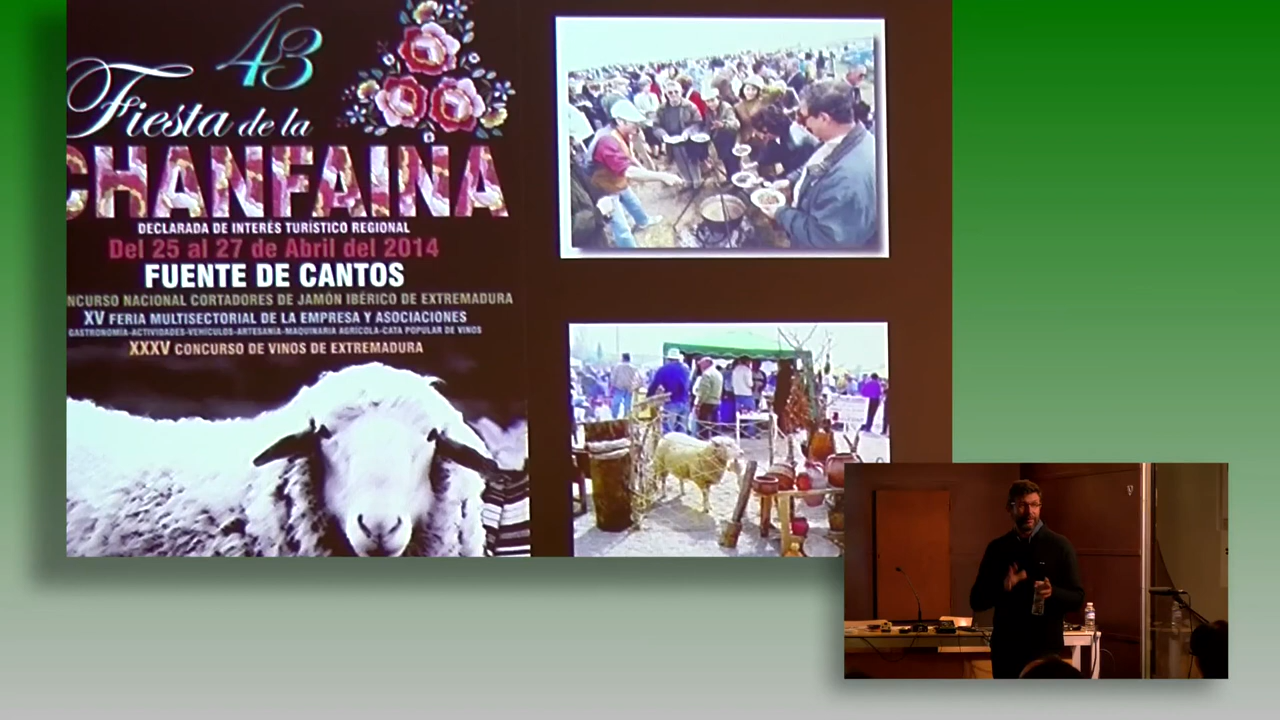 43
Fiesta de la
CHANFAINA
DECLARADA DE INTERÉS TURÍSTICO REGIONAL
Del 25 al 27 de Abril del 2014
FUENTE DE CANTOS
NCURSO NACIONAL CORTADORES DE JAMÓN IBÉRICO DE EXTREMADURA
XV FERIA MULTISECTORIAL DE LA EMPRESA Y ASOCIACIONES
GASTRONOMÍA-ACTIVIDADES-VEHÍCULOS-ARTESANÍA-MAQUINARIA AGRÍCOLA-CATA POPULAR DE VINOS
XXXV CONCURSO DE VINOS DE EXTREMADURA